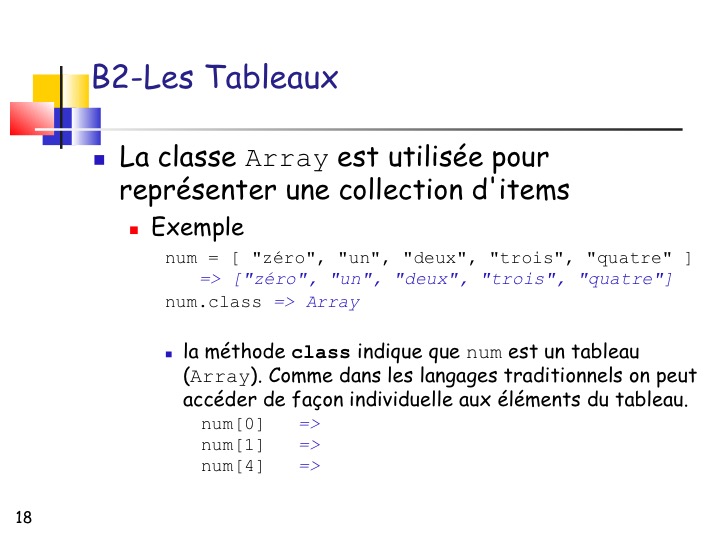 B2-Les Tableaux
La classe Array est utilisée pour
représenter une collection d'items
Exemple
num = [ "zéro", "un", "deux", "trois", "quatre" ]
=> ["zéro", "un", "deux", "trois", "quatre"]
num.class => Array
la méthode class indique que num est un tableau
(Array). Comme dans les langages traditionnels on peut
accéder de façon individuelle aux éléments du tableau.
num[0] =>
num[1] =>
num[4] =>
18